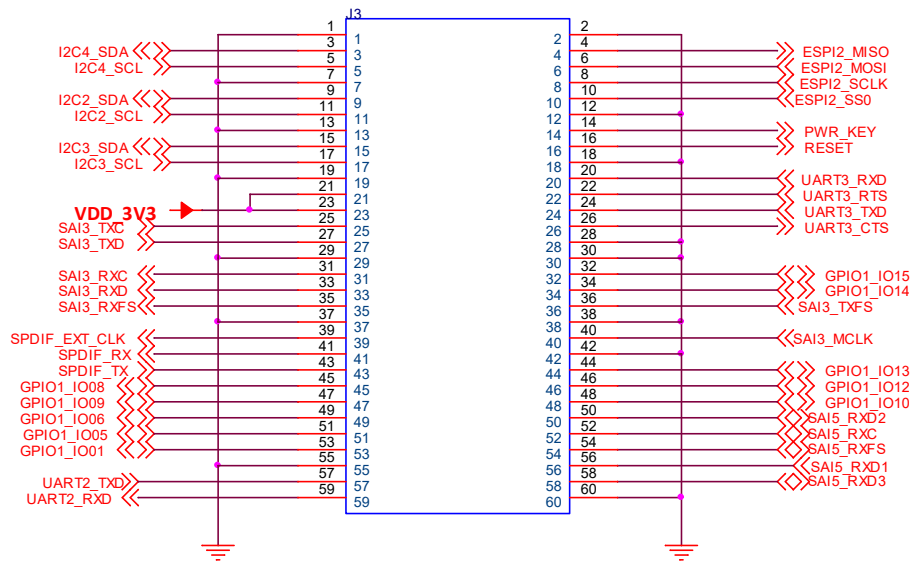 J3
1 1 2 2
I2C4_SDA 3 3 4 4 ESPI2_MISO
I2C4_SCL 5 5 6 6 ESPI2_MOSI
7 7 8 8 ESPI2_SCLK
I2C2_SDA 9 9 10 10 ESPI2_SS0
I2C2_SCL 11 11 12 12
13 13 14 14 PWR_KEY
I2C3_SDA 15 15 16 16 RESET
I2C3_SCL 17 17 18 18
19 19 20 20 UART3_RXD
21 21 22 22 UART3_RTS
VDD_3V3 23 23 24 24 UART3_TXD
SAI3_TXC 25 25 26 26 UART3_CTS
SAI3_TXD 27 27 28 28
29 29 30 30
SAI3_RXC 31 31 32 32 GPIO1_IO15
SAI3_RXD 33 33 34 34 GPIO1_IO14
SAI3_RXFS 35 35 36 36 SAI3_TXFS
37 37 38 38
SPDIF_EXT_CLK 39 39 40 40 SAI3_MCLK
SPDIF_RX 41 41 42 42
SPDIF_TX 43 43 44 44 GPIO1_IO13
GPIO1_IO08 45 45 46 46 GPIO1_IO12
GPIO1_IO09 47 47 48 48 GPIO1_IO10
GPIO1_IO06 49 49 50 50 SAI5_RXD2
GPIO1_IO05 51 51 52 52 SAI5_RXC
GPIO1_IO01 53 53 54 54 SAI5_RXFS
55 55 56 56 SAI5_RXD1
UART2_TXD 57 57 58 58 SAI5_RXD3
UART2_RXD 59 59 60 60